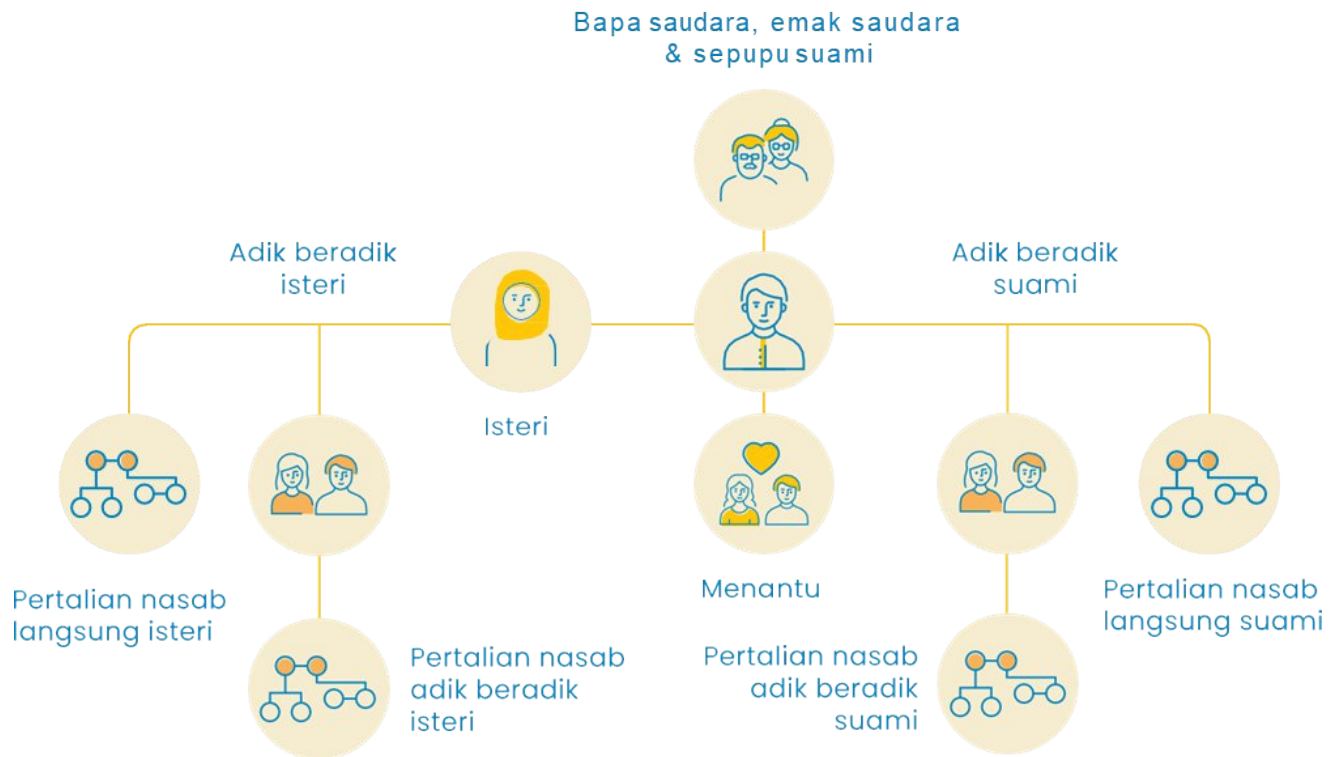 Bapa saudara, emak saudara
& sepupu suami
Adik beradik
isteri
Adik beradik
suami
Isteri
Pertalian nasab
langsung isteri
Menantu
Pertalian nasab
langsung suami
Pertalian nasab
adik beradik
isteri
Pertalian nasab
adik beradik
suami